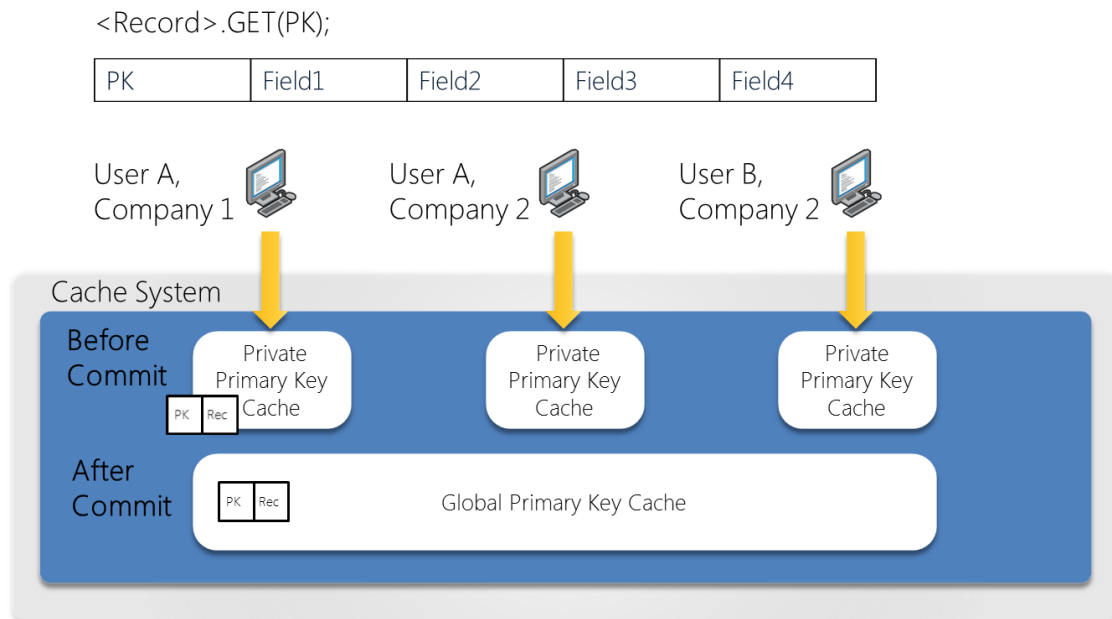 <Record>.GET(PK);
PK Field1 Field2 Field3 Field4
User A,
Company 1
User A,
Company 2
User B,
Company 2
Cache System
Before
Commit
Private
Primary Key
Cache
PK Rec
Private
Primary Key
Cache
Private
Primary Key
Cache
After
Commit
PK Rec
Global Primary Key Cache